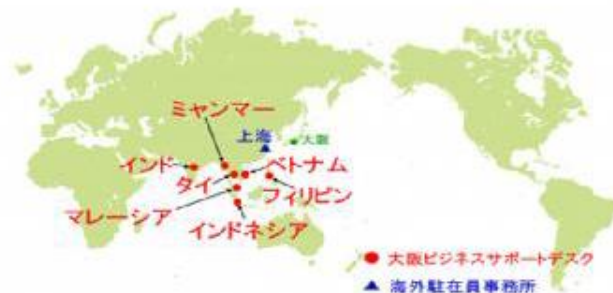 ミャンマー
上海
大阪
インド
ベトナム
タイ
フィリピン
マレーシア
インドネシア
● 大阪ビジネスサポートデスク
▲ 海外駐在員事務所